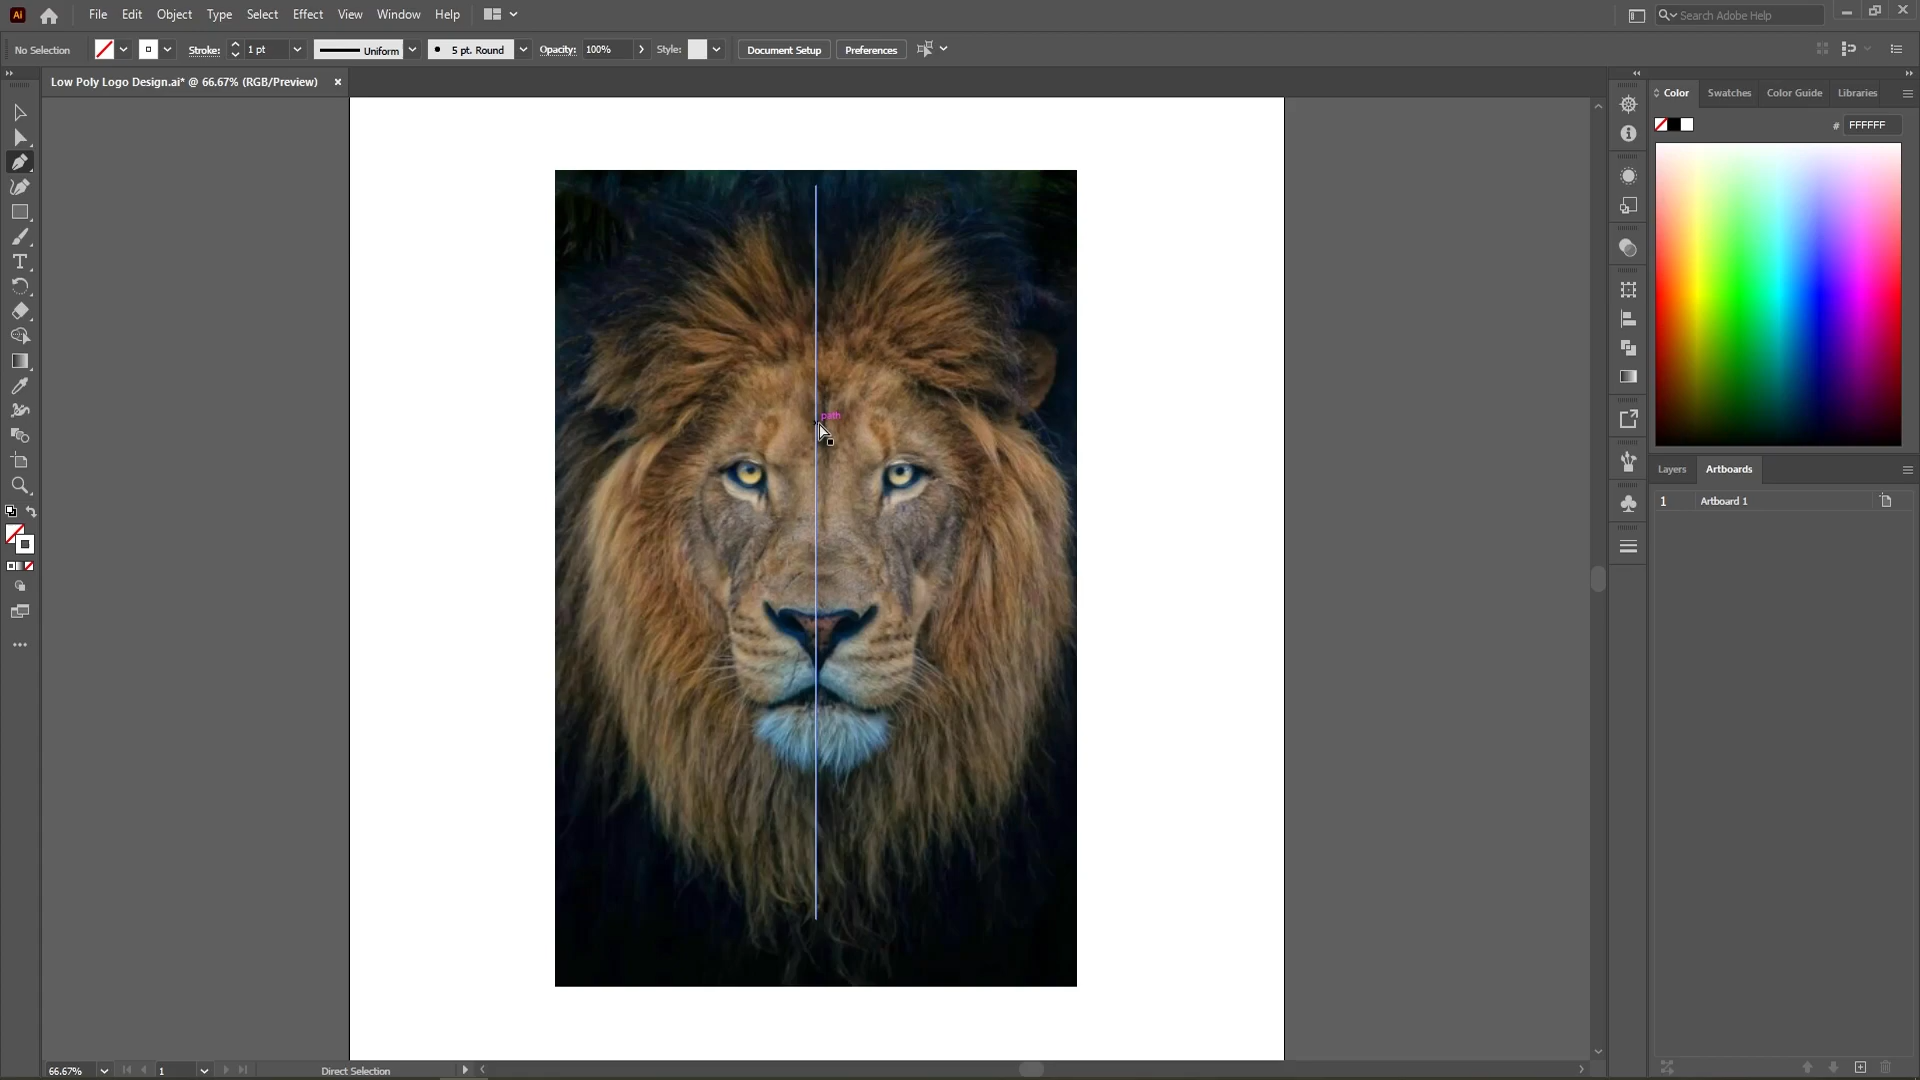 Ai File Edit Object Type Select Effect View Window Help Search Adobe Help
No Selection Stroke: 1 pt Uniform 5 pt. Round Opacity: 100% Style: Document Setup Preferences
Low Poly Logo Design.ai* @ 66.67% (RGB/Preview) ×
Color Swatches Color Guide Libraries
# FFFFFF
path
Layers Artboards
1 Artboard 1
66.67% 1 Direct Selection